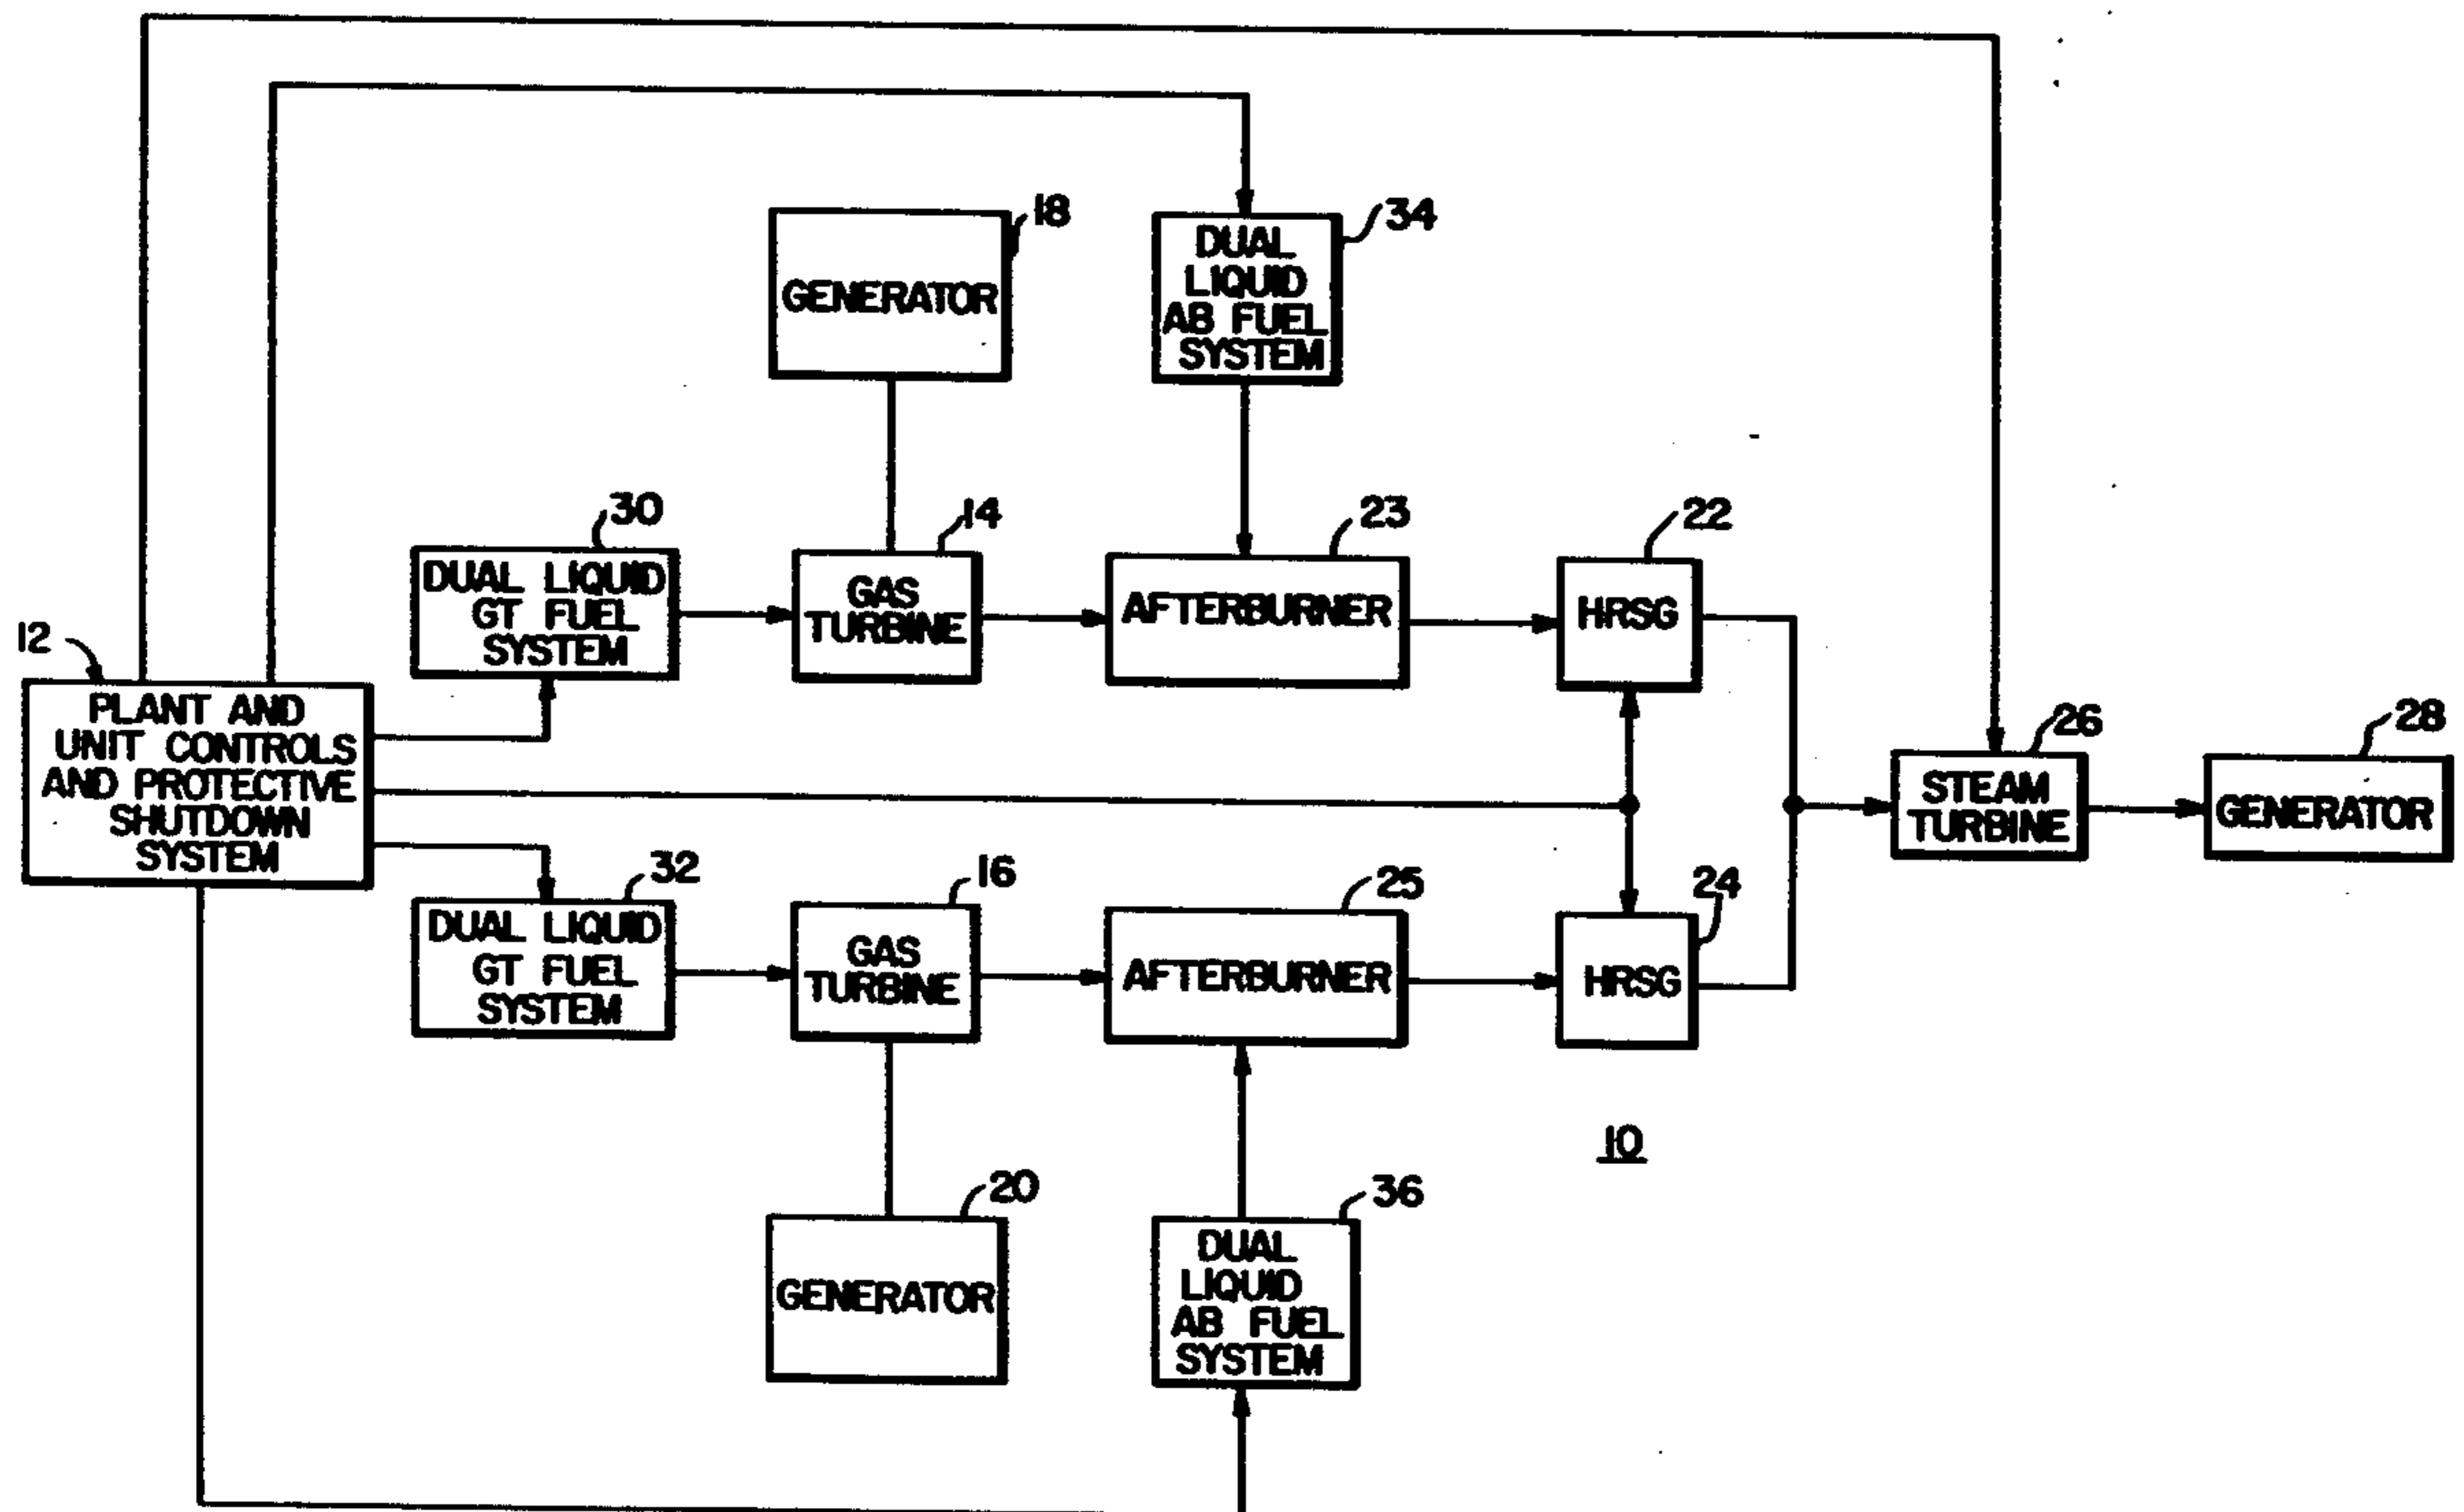 18
GENERATOR
34
DUAL
LIQUID
AB FUEL
SYSTEM
30
DUAL LIQUID
GT FUEL
SYSTEM
14
GAS
TURBINE
23
AFTERBURNER
22
HRSG
12
PLANT AND
UNIT CONTROLS
AND PROTECTIVE
SHUTDOWN
SYSTEM
26
STEAM
TURBINE
28
GENERATOR
32
DUAL LIQUID
GT FUEL
SYSTEM
16
GAS
TURBINE
25
AFTERBURNER
24
HRSG
10
20
GENERATOR
36
DUAL
LIQUID
AB FUEL
SYSTEM